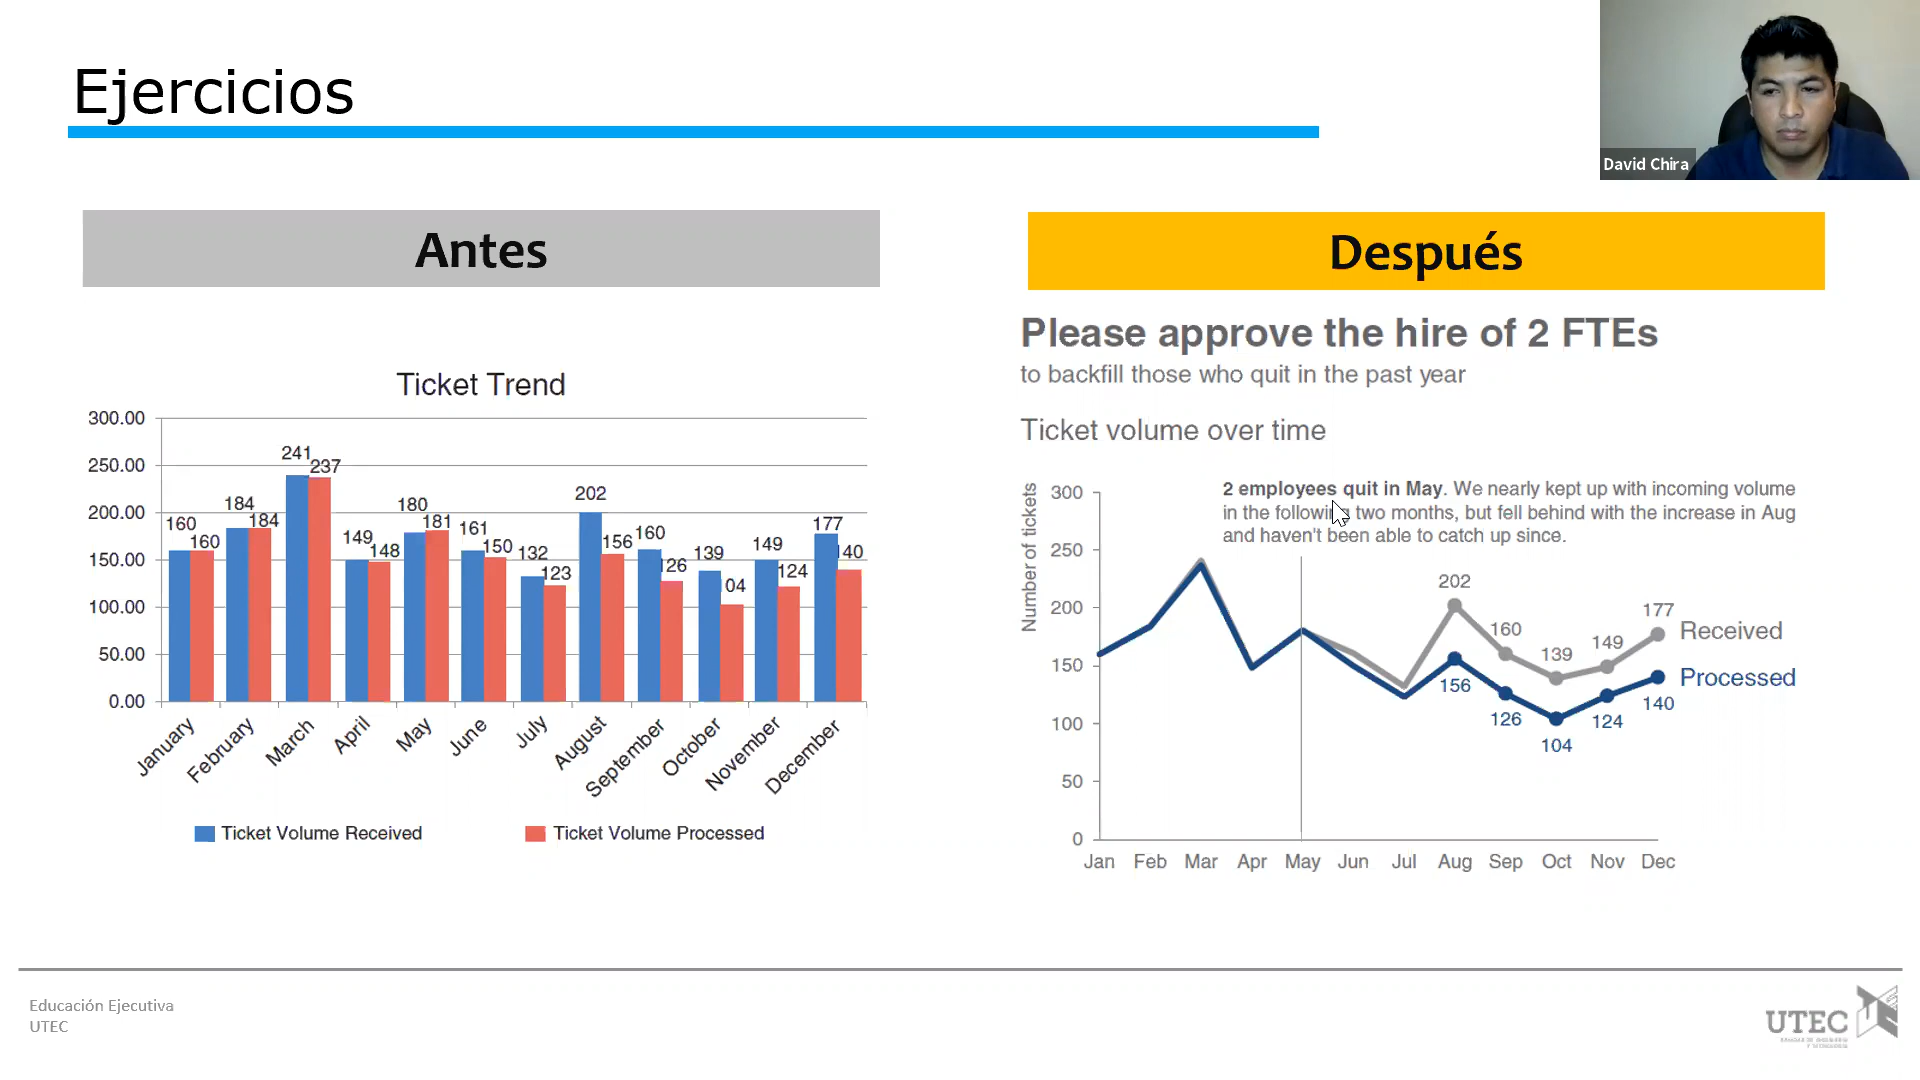 Ejercicios
David Chira
Antes
Después
Ticket Trend
300.00
250.00
200.00
150.00
100.00
50.00
0.00
160
160
184
184
241
237
149
148
180
181
161
150
132
123
202
156
160
26
139
04
149
124
177
40
January
February
March
April
May
June
July
August
September
October
November
December
Ticket Volume Received
Ticket Volume Processed
Please approve the hire of 2 FTEs
to backfill those who quit in the past year
Ticket volume over time
Number of tickets
300
250
200
150
100
50
0
2 employees quit in May. We nearly kept up with incoming volume
in the following two months, but fell behind with the increase in Aug
and haven't been able to catch up since.
202
160
139
149
177
Received
156
126
104
124
140
Processed
Jan
Feb
Mar
Apr
May
Jun
Jul
Aug
Sep
Oct
Nov
Dec
Educación Ejecutiva
UTEC
UTEC